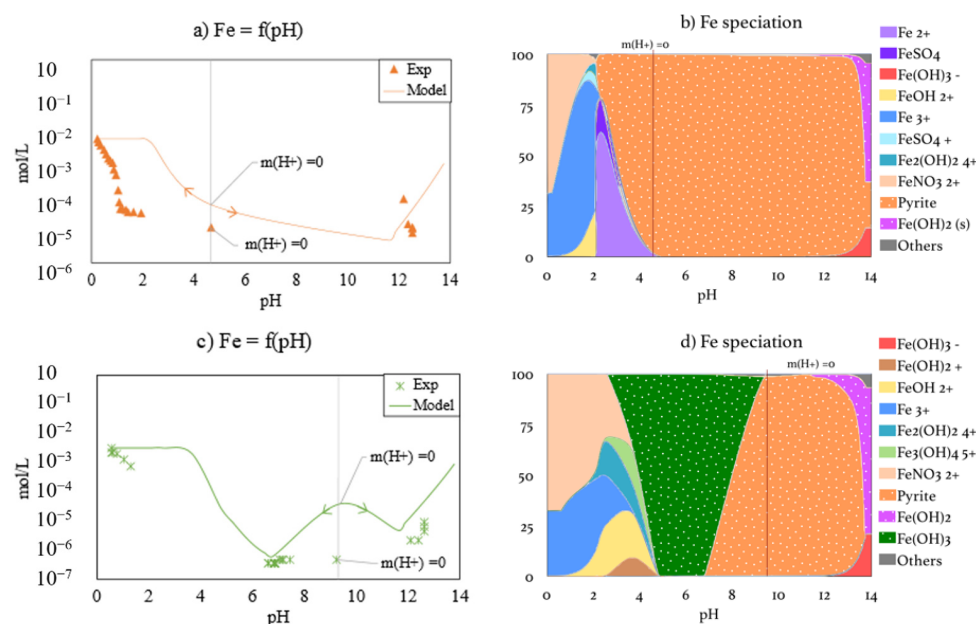 a) Fe = f(pH)
10
10−1
10−2
10−3
10−4
10−5
10−6
mol/L
Exp
Model
m(H+) =0
m(H+) =0
0 2 4 6 8 10 12 14
pH
b) Fe speciation
m(H+) =0
100
75
50
25
0
0 2 4 6 8 10 12 14
pH
Fe 2+
FeSO4
Fe(OH)3 -
FeOH 2+
Fe 3+
FeSO4 +
Fe2(OH)2 4+
FeNO3 2+
Pyrite
Fe(OH)2 (s)
Others
c) Fe = f(pH)
10
10−1
10−2
10−3
10−4
10−5
10−6
10−7
mol/L
Exp
Model
m(H+) =0
m(H+) =0
0 2 4 6 8 10 12 14
pH
d) Fe speciation
m(H+) =0
100
75
50
25
0
0 2 4 6 8 10 12 14
pH
Fe(OH)3 -
Fe(OH)2 +
FeOH 2+
Fe 3+
Fe2(OH)2 4+
Fe3(OH)4 5+
FeNO3 2+
Pyrite
Fe(OH)2
Fe(OH)3
Others